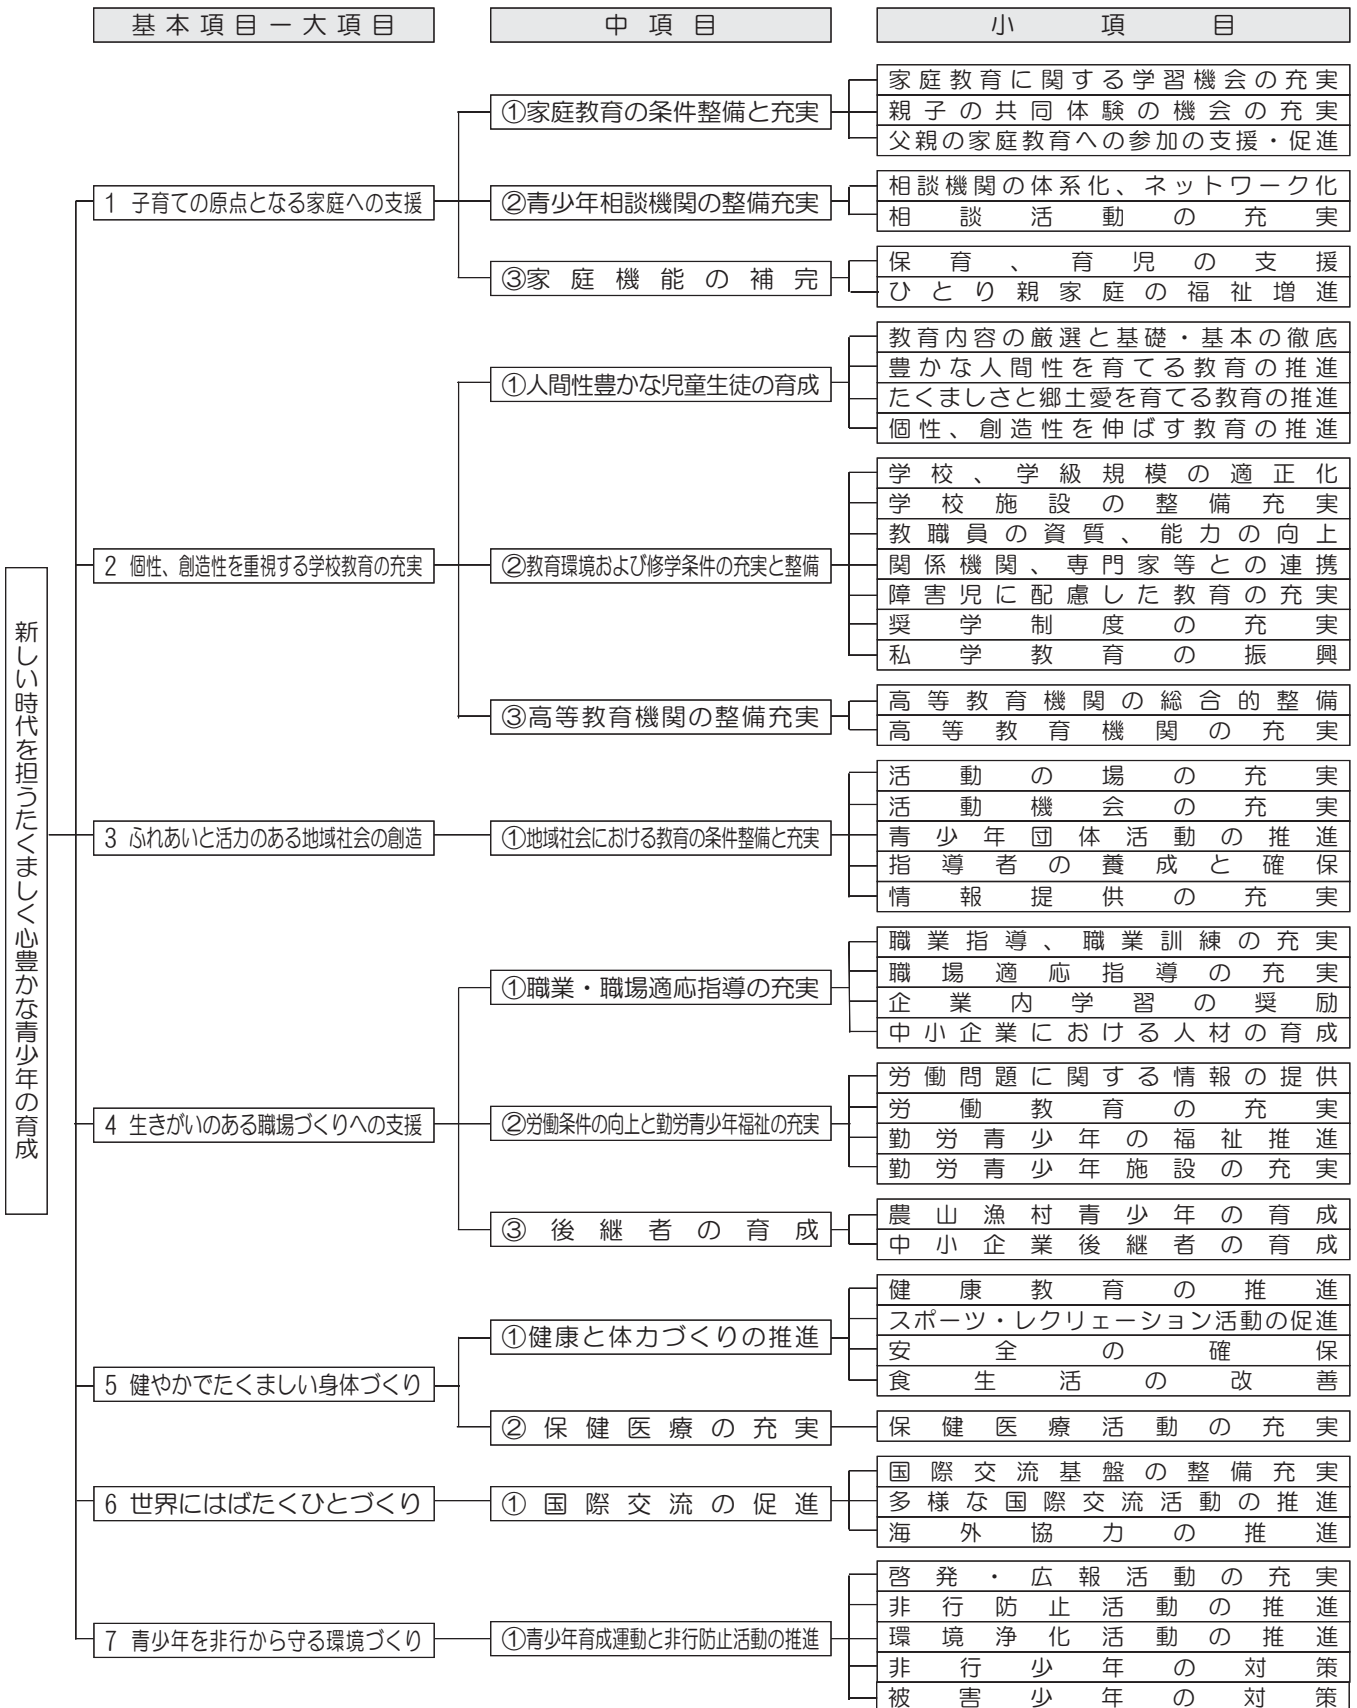 基本項目ー大項目
中項目
小項目
新しい時代を担うたくましく心豊かな青少年の育成
1 子育ての原点となる家庭への支援
①家庭教育の条件整備と充実
家庭教育に関する学習機会の充実
親子の共同体験の機会の充実
父親の家庭教育への参加の支援・促進
②青少年相談機関の整備充実
相談機関の体系化、ネットワーク化
相談活動の充実
③家庭機能の補完
保育、育児の支援
ひとり親家庭の福祉増進
2 個性、創造性を重視する学校教育の充実
①人間性豊かな児童生徒の育成
教育内容の厳選と基礎・基本の徹底
豊かな人間性を育てる教育の推進
たくましさと郷土愛を育てる教育の推進
個性、創造性を伸ばす教育の推進
②教育環境および修学条件の充実と整備
学校、学級規模の適正化
学校施設の整備充実
教職員の資質、能力の向上
関係機関、専門家等との連携
障害児に配慮した教育の充実
奨学制度の充実
私学教育の振興
③高等教育機関の整備充実
高等教育機関の総合的整備
高等教育機関の充実
3 ふれあいと活力のある地域社会の創造
①地域社会における教育の条件整備と充実
活動の場の充実
活動機会の充実
青少年団体活動の推進
指導者の養成と確保
情報提供の充実
4 生きがいのある職場づくりへの支援
①職業・職場適応指導の充実
職業指導、職業訓練の充実
職場適応指導の充実
企業内学習の奨励
中小企業における人材の育成
②労働条件の向上と勤労青少年福祉の充実
労働問題に関する情報の提供
労働教育の充実
勤労青少年の福祉推進
勤労青少年施設の充実
③後継者の育成
農山漁村青少年の育成
中小企業後継者の育成
5 健やかでたくましい身体づくり
①健康と体力づくりの推進
健康教育の推進
スポーツ・レクリェーション活動の促進
安全の確保
食生活の改善
②保健医療の充実
保健医療活動の充実
6 世界にはばたくひとづくり
①国際交流の促進
国際交流基盤の整備充実
多様な国際交流活動の推進
海外協力の推進
7 青少年を非行から守る環境づくり
①青少年育成運動と非行防止活動の推進
啓発・広報活動の充実
非行防止活動の推進
環境浄化活動の推進
非行少年の対策
被害少年の対策